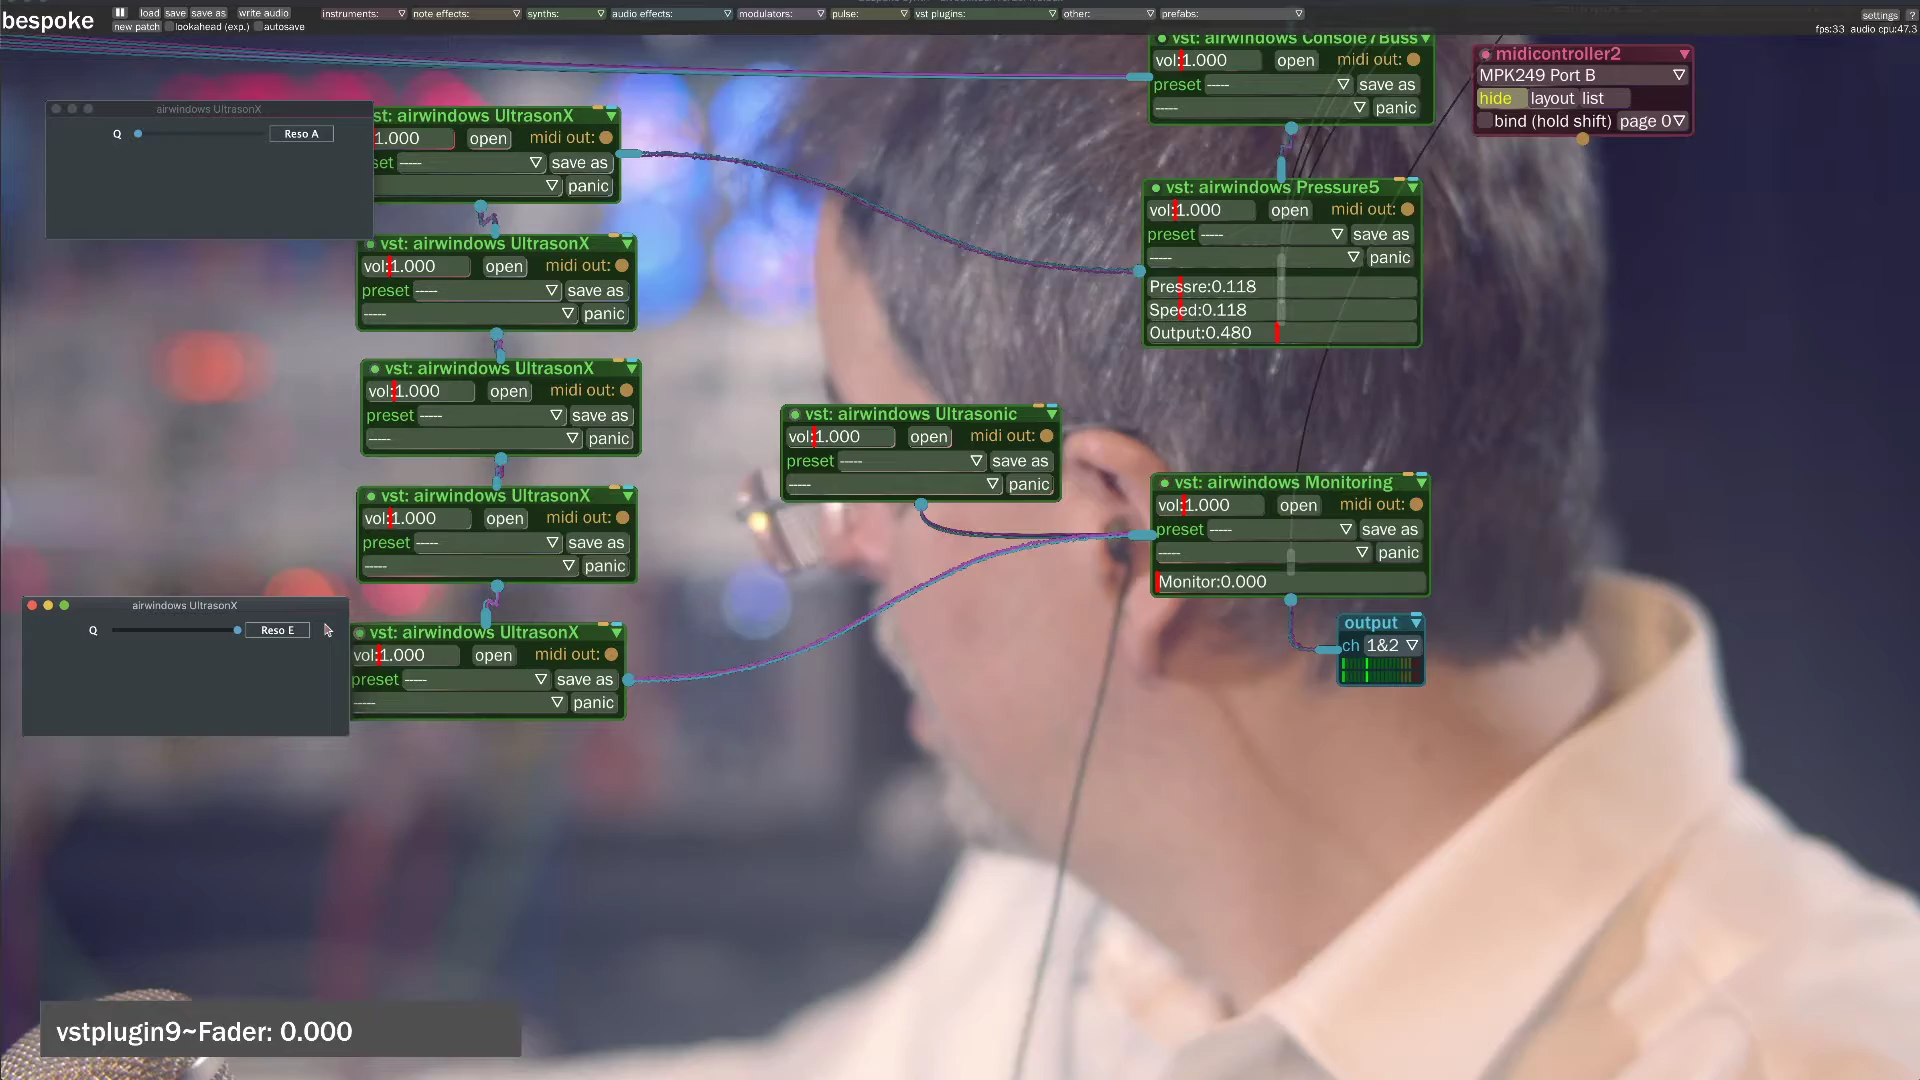 bespoke
load save save as write audio
new patch lookahead (exp.) autosave
instruments: note effects: synths: audio effects: modulators: pulse: vst plugins: other: prefabs:
settings ?
fps:33 audio cpu:47.3
airwindows UltrasonX
Q Reso A
st: airwindows UltrasonX
1.000 open midi out:
set ----- save as
panic
vst: airwindows UltrasonX
vol:1.000 open midi out:
preset ----- save as
----- panic
vst: airwindows UltrasonX
vol:1.000 open midi out:
preset ----- save as
----- panic
vst: airwindows UltrasonX
vol:1.000 open midi out:
preset ----- save as
----- panic
airwindows UltrasonX
Q Reso E
vst: airwindows UltrasonX
vol:1.000 open midi out:
preset ----- save as
----- panic
vst: airwindows Ultrasonic
vol:1.000 open midi out:
preset ----- save as
----- panic
vst: airwindows Console7Buss
vol:1.000 open midi out:
preset ----- save as
----- panic
vst: airwindows Pressure5
vol:1.000 open midi out:
preset ----- save as
----- panic
Pressre:0.118
Speed:0.118
Output:0.480
vst: airwindows Monitoring
vol:1.000 open midi out:
preset ----- save as
----- panic
Monitor:0.000
output
ch 1&2
midicontroller2
MPK249 Port B
hide layout list
bind (hold shift) page 0
vstplugin9~Fader: 0.000